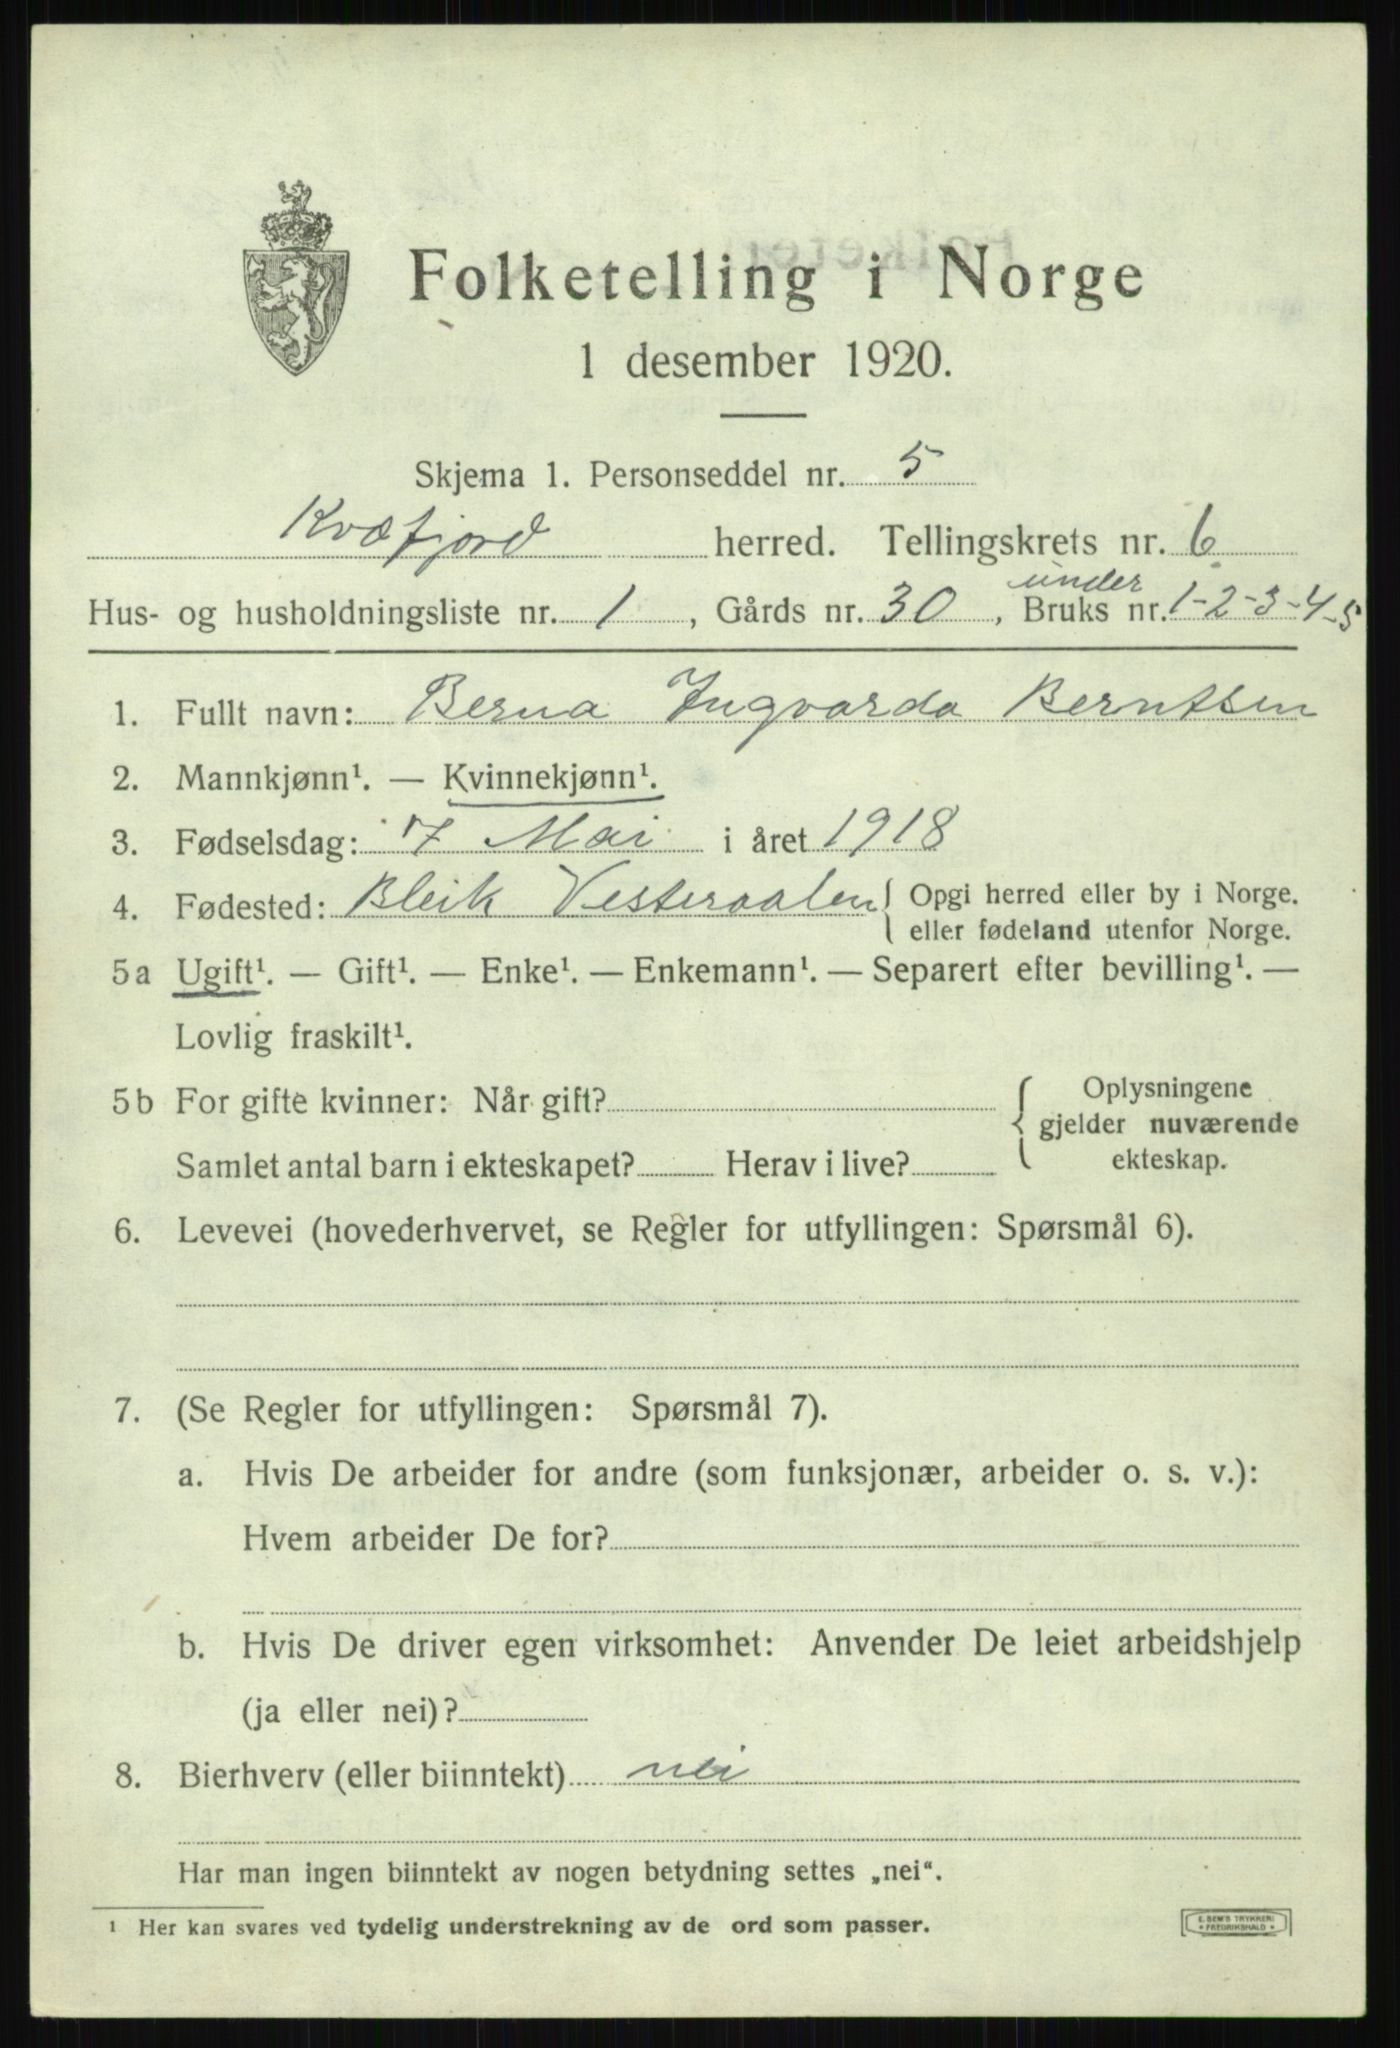 Folketelling i Norge
1 desember 1920.
Skjema 1. Personseddel nr. 5
Kvæfjord herred. Tellingskrets nr. 6
under
Hus- og husholdningsliste nr. 1, Gårds nr. 30, Bruks nr. 1-2-3-4-5
1. Fullt navn: Berna Ingvarda Berntsen
2. Mannkjønn¹. — Kvinnekjønn¹.
3. Fødselsdag: 7 Mai i året 1918
4. Fødested: Bleik Vesteraalen { Opgi herred eller by i Norge.
eller fødeland utenfor Norge.
5a Ugift¹. — Gift¹. — Enke¹. — Enkemann¹. — Separert efter bevilling¹. —
Lovlig fraskilt¹.
5b For gifte kvinner: Når gift? { Oplysningene
gjelder nuværende
Samlet antal barn i ekteskapet? Herav i live? ekteskap.
6. Levevei (hovederhvervet, se Regler for utfyllingen: Spørsmål 6).
7. (Se Regler for utfyllingen: Spørsmål 7).
a. Hvis De arbeider for andre (som funksjonær, arbeider o. s. v.):
Hvem arbeider De for?
b. Hvis De driver egen virksomhet: Anvender De leiet arbeidshjelp
(ja eller nei)?
8. Bierhverv (eller biinntekt) nei
Har man ingen biinntekt av nogen betydning settes „nei“.
¹ Her kan svares ved tydelig understrekning av de ord som passer.
E. SEM'S TRYKKERI
* FREDRIKSHALD *